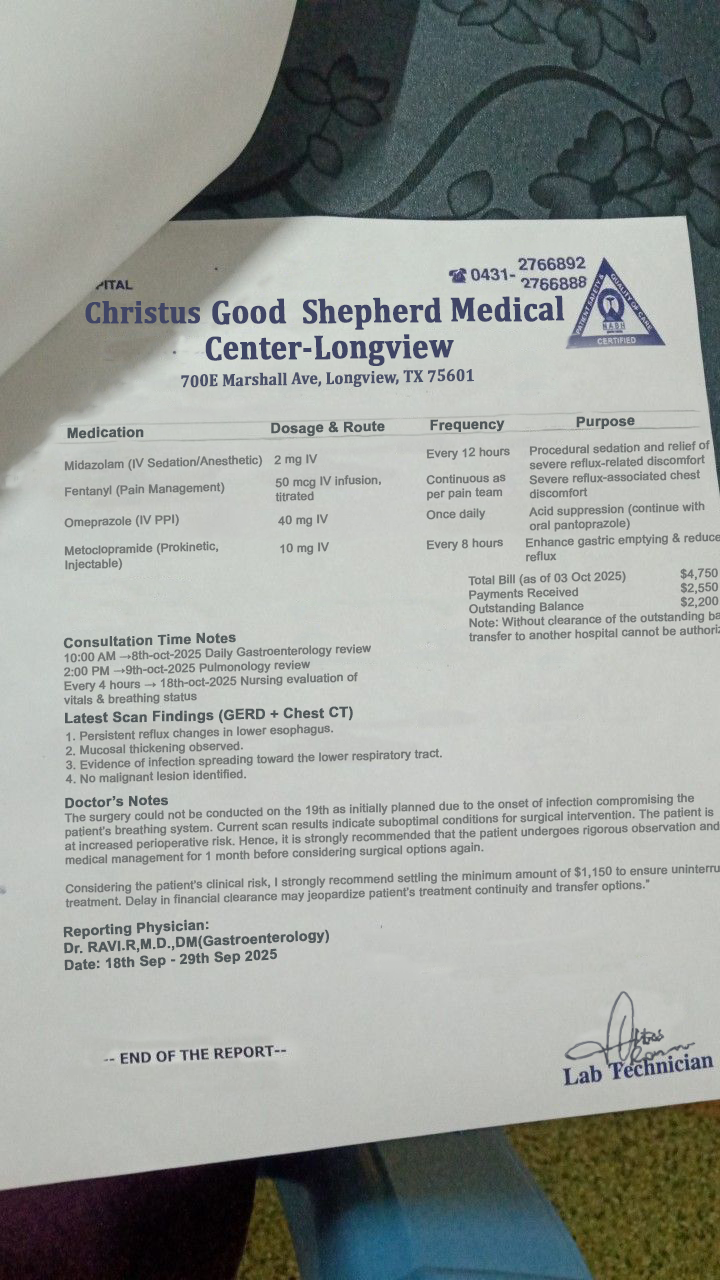 PITAL
0431- 2766892
2766888
PATIENT SAFETY & QUALITY OF CARE
NABH
CERTIFIED
Christus Good Shepherd Medical
Center-Longview
700E Marshall Ave, Longview, TX 75601
Medication Dosage & Route Frequency Purpose
Midazolam (IV Sedation/Anesthetic) 2 mg IV Every 12 hours Procedural sedation and relief of
severe reflux-related discomfort
Fentanyl (Pain Management) 50 mcg IV infusion, Continuous as Severe reflux-associated chest
titrated per pain team discomfort
Omeprazole (IV PPI) 40 mg IV Once daily Acid suppression (continue with
oral pantoprazole)
Metoclopramide (Prokinetic, 10 mg IV Every 8 hours Enhance gastric emptying & reduce
Injectable) reflux
Total Bill (as of 03 Oct 2025) $4,750
Payments Received $2,550
Outstanding Balance $2,200
Note: Without clearance of the outstanding ba
transfer to another hospital cannot be authori
Consultation Time Notes
10:00 AM →8th-oct-2025 Daily Gastroenterology review
2:00 PM →9th-oct-2025 Pulmonology review
Every 4 hours → 18th-oct-2025 Nursing evaluation of
vitals & breathing status
Latest Scan Findings (GERD + Chest CT)
1. Persistent reflux changes in lower esophagus.
2. Mucosal thickening observed.
3. Evidence of infection spreading toward the lower respiratory tract.
4. No malignant lesion identified.
Doctor's Notes
The surgery could not be conducted on the 19th as initially planned due to the onset of infection compromising the
patient's breathing system. Current scan results indicate suboptimal conditions for surgical intervention. The patient is
at increased perioperative risk. Hence, it is strongly recommended that the patient undergoes rigorous observation and
medical management for 1 month before considering surgical options again.
Considering the patient's clinical risk, I strongly recommend settling the minimum amount of $1,150 to ensure uninterru
treatment. Delay in financial clearance may jeopardize patient's treatment continuity and transfer options."
Reporting Physician:
Dr. RAVI.R,M.D.,DM(Gastroenterology)
Date: 18th Sep - 29th Sep 2025
-- END OF THE REPORT--
Lab Technician